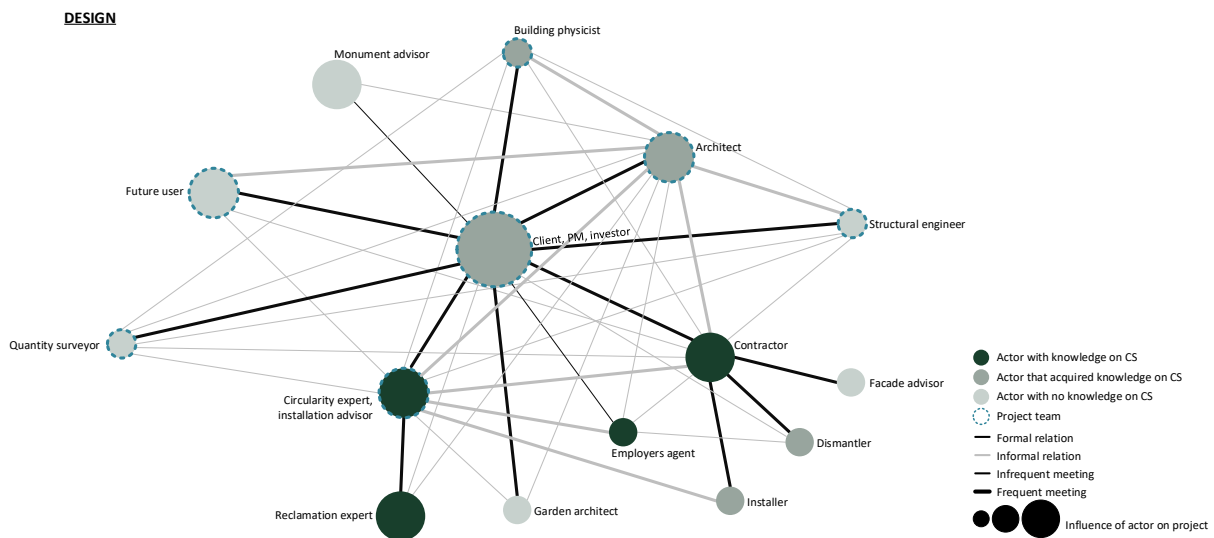 DESIGN
Building physicist
Monument advisor
Architect
Future user
Structural engineer
Client, PM, investor
Quantity surveyor
Contractor
Facade advisor
Circularity expert,
installation advisor
Employers agent
Dismantler
Installer
Reclamation expert
Garden architect
Actor with knowledge on CS
Actor that acquired knowledge on CS
Actor with no knowledge on CS
Project team
Formal relation
Informal relation
Infrequent meeting
Frequent meeting
Influence of actor on project